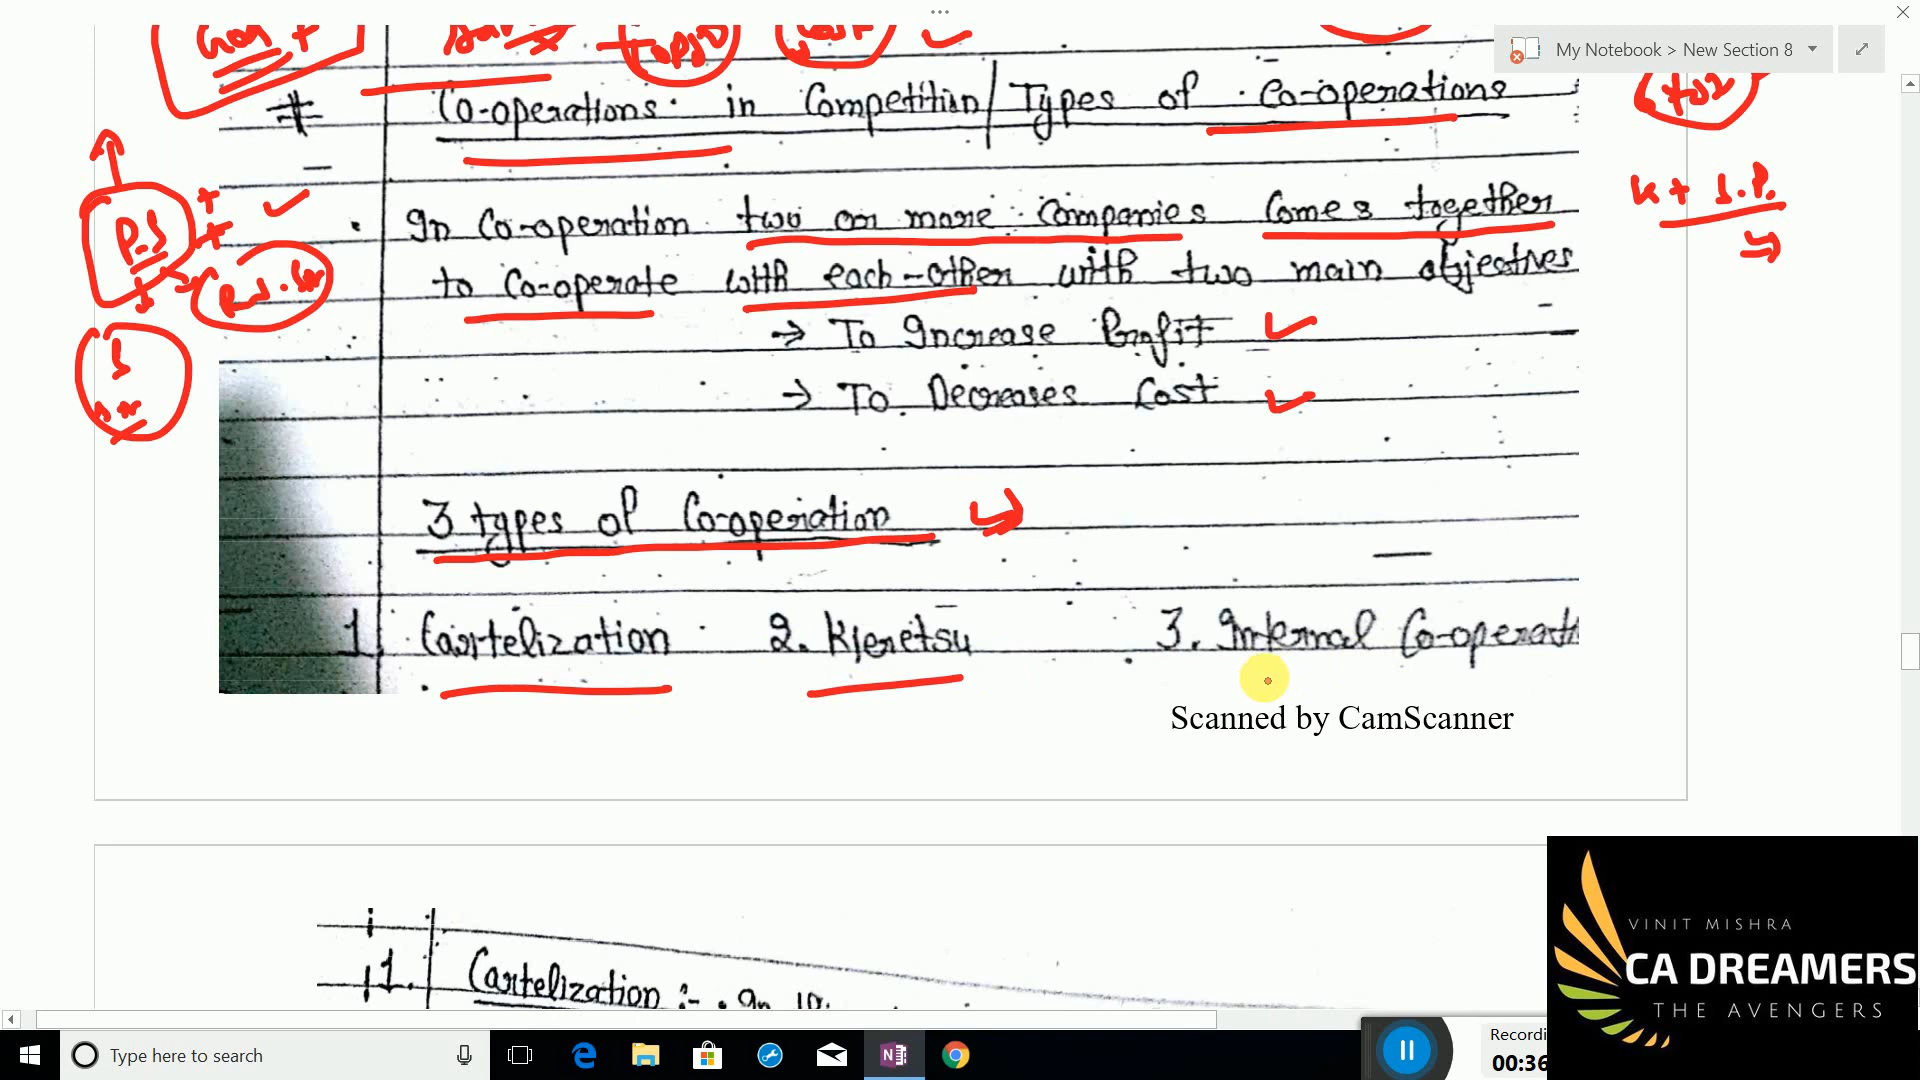 My Notebook > New Section 8
# Co-operations in Competition / Types of Co-operations
K + S.P.
P.S
In Co-operation two or more Companies Comes together
to Co-operate with each-other with two main objectives
→ To Increase Profit
→ To Decreases Cost
3 types of Co-operation
1. Cartelization 2. Kieretsu 3. Internal Co-operati
Scanned by CamScanner
1. Cartelization :- In
VINIT MISHRA
CA DREAMERS
THE AVENGERS
Type here to search
Recordi
00:36